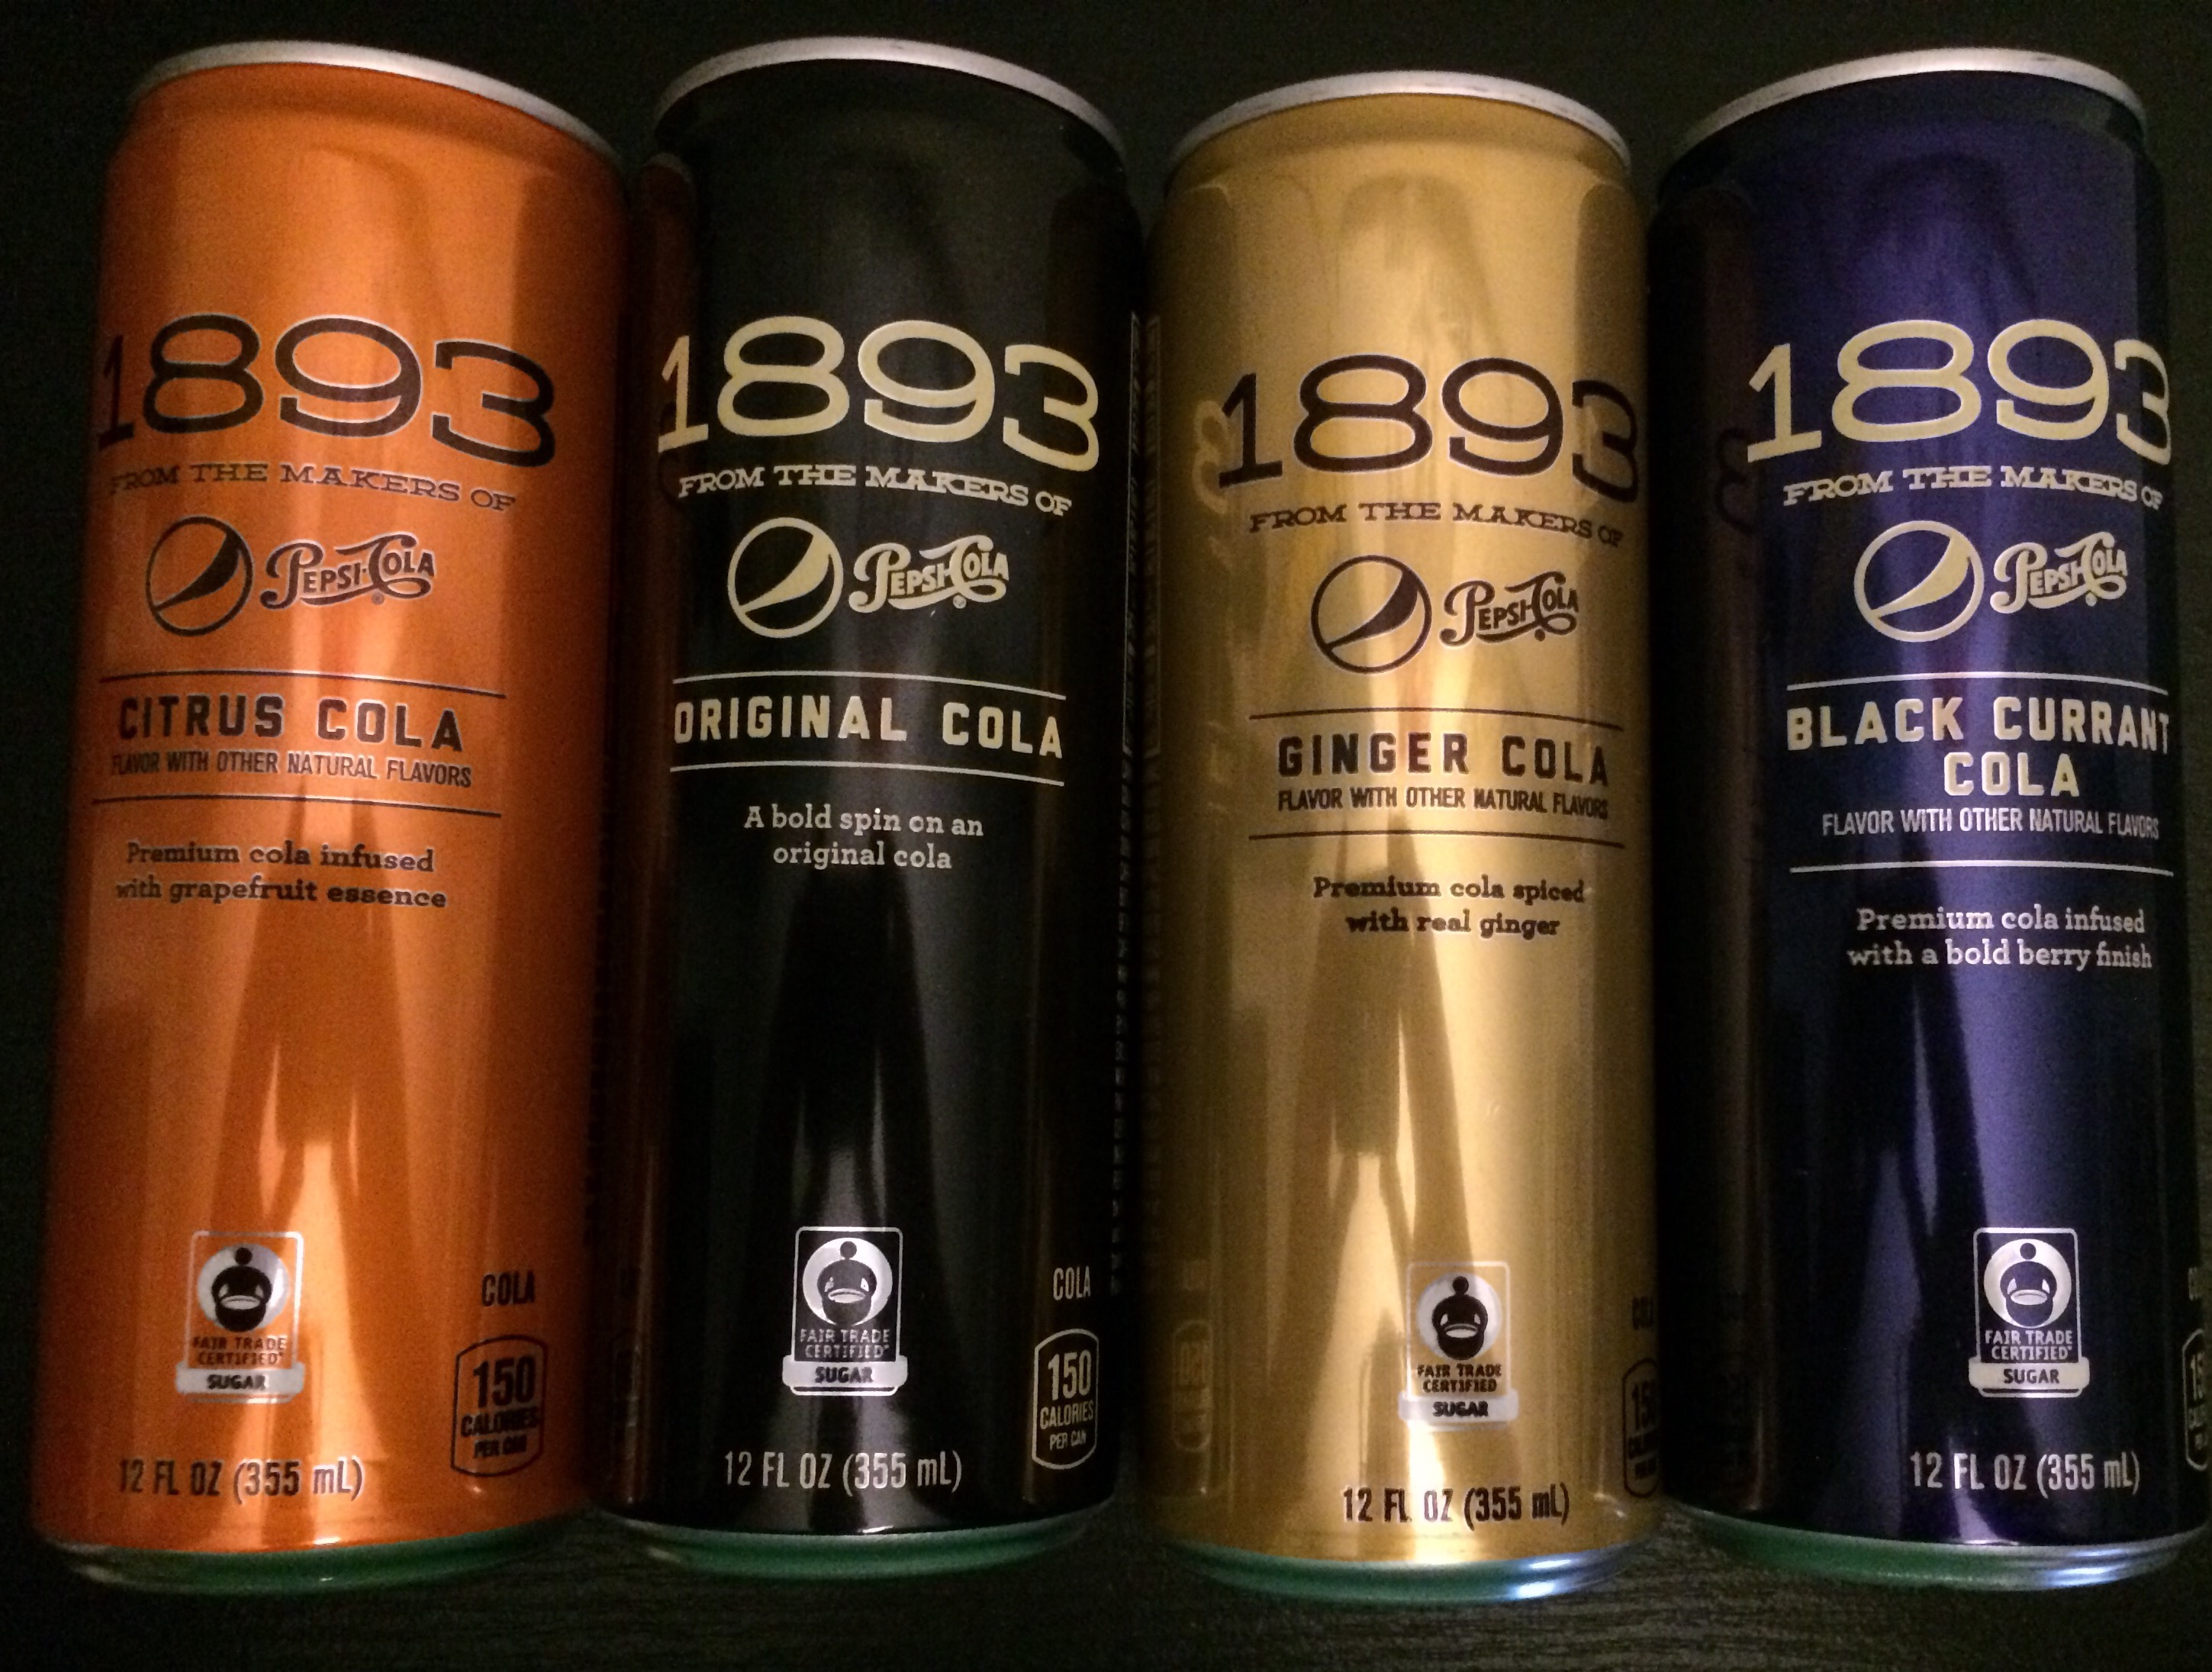 1893
FROM THE MAKERS OF
PEPSI-COLA
CITRUS COLA
FLAVOR WITH OTHER NATURAL FLAVORS
Premium cola infused
with grapefruit essence
FAIR TRADE
CERTIFIED
SUGAR
COLA
150
CALORIES
PER CAN
12 FL OZ (355 mL)
1893
FROM THE MAKERS OF
PEPSI-COLA
ORIGINAL COLA
A bold spin on an
original cola
FAIR TRADE
CERTIFIED
SUGAR
COLA
150
CALORIES
PER CAN
12 FL OZ (355 mL)
1893
FROM THE MAKERS OF
PEPSI-COLA
GINGER COLA
FLAVOR WITH OTHER NATURAL FLAVORS
Premium cola spiced
with real ginger
FAIR TRADE
CERTIFIED
SUGAR
12 FL OZ (355 mL)
1893
FROM THE MAKERS OF
PEPSI-COLA
BLACK CURRANT
COLA
FLAVOR WITH OTHER NATURAL FLAVORS
Premium cola infused
with a bold berry finish
FAIR TRADE
CERTIFIED
SUGAR
12 FL OZ (355 mL)